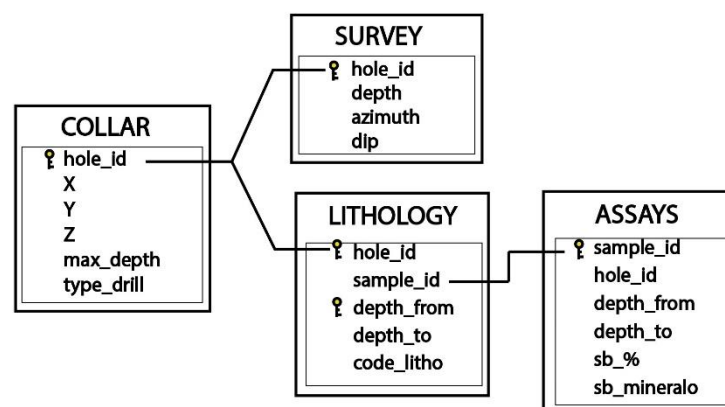 COLLAR
hole_id
X
Y
Z
max_depth
type_drill
SURVEY
hole_id
depth
azimuth
dip
LITHOLOGY
hole_id
sample_id
depth_from
depth_to
code_litho
ASSAYS
sample_id
hole_id
depth_from
depth_to
sb_%
sb_mineralo